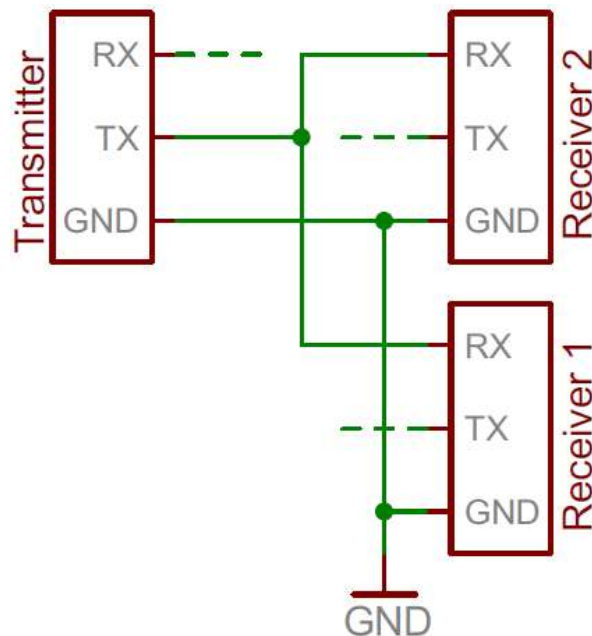 Transmitter
RX
TX
GND
RX
TX
GND
Receiver 2
RX
TX
GND
Receiver 1
GND